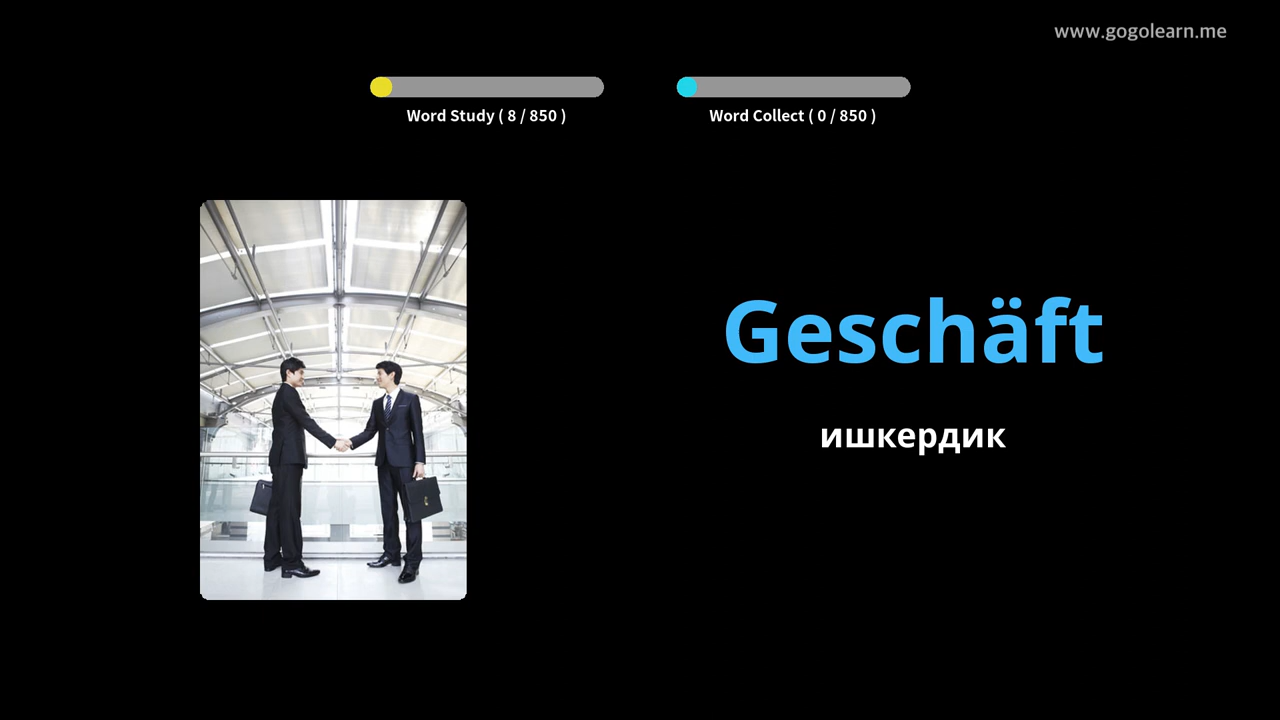 www.gogolearn.me
Word Study ( 8 / 850 )
Word Collect ( 0 / 850 )
Geschäft
ишкердик